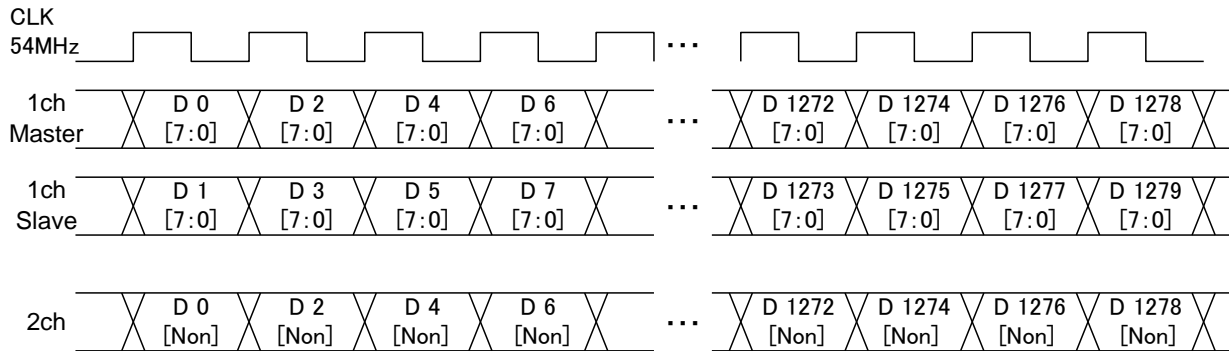 CLK
54MHz
...
1ch
Master
D 0 D 2 D 4 D 6 ... D 1272 D 1274 D 1276 D 1278
[7:0] [7:0] [7:0] [7:0] [7:0] [7:0] [7:0] [7:0]
1ch
Slave
D 1 D 3 D 5 D 7 ... D 1273 D 1275 D 1277 D 1279
[7:0] [7:0] [7:0] [7:0] [7:0] [7:0] [7:0] [7:0]
2ch
D 0 D 2 D 4 D 6 ... D 1272 D 1274 D 1276 D 1278
[Non] [Non] [Non] [Non] [Non] [Non] [Non] [Non]